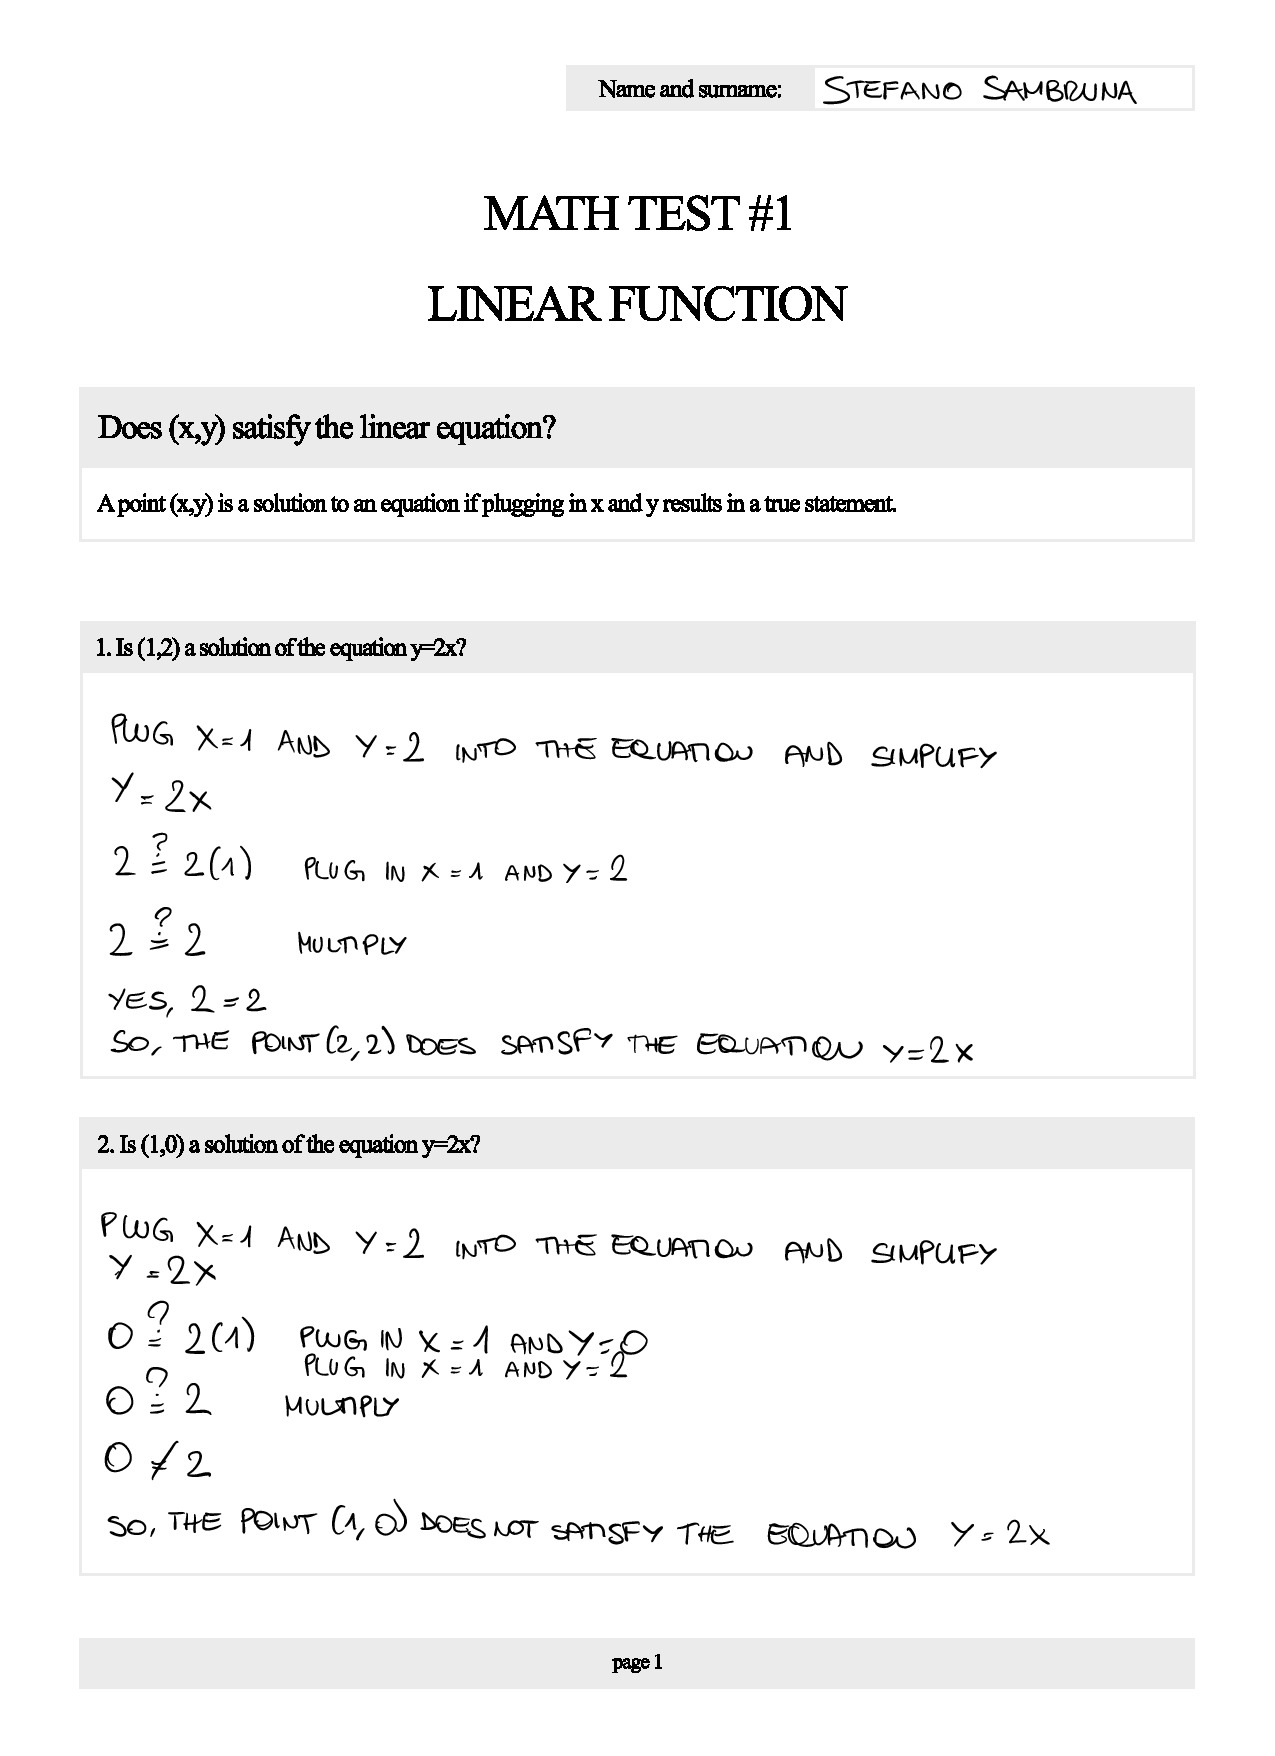 Name and surname: STEFANO SAMBRUNA
MATH TEST #1
LINEAR FUNCTION
Does (x,y) satisfy the linear equation?
A point (x,y) is a solution to an equation if plugging in x and y results in a true statement.
1. Is (1,2) a solution of the equation y=2x?
PLUG X=1 AND Y=2 INTO THE EQUATION AND SIMPLIFY
Y=2X
2 ≟ 2(1) PLUG IN X=1 AND Y=2
2 ≟ 2 MULTIPLY
YES, 2=2
SO, THE POINT (2,2) DOES SATISFY THE EQUATION Y=2X
2. Is (1,0) a solution of the equation y=2x?
PLUG X=1 AND Y=2 INTO THE EQUATION AND SIMPLIFY
Y=2X
0 ≟ 2(1) PLUG IN X=1 AND Y=0
PLUG IN X=1 AND Y=2
0 ≟ 2 MULTIPLY
0 ≠ 2
SO, THE POINT (1,0) DOES NOT SATISFY THE EQUATION Y=2X
page 1